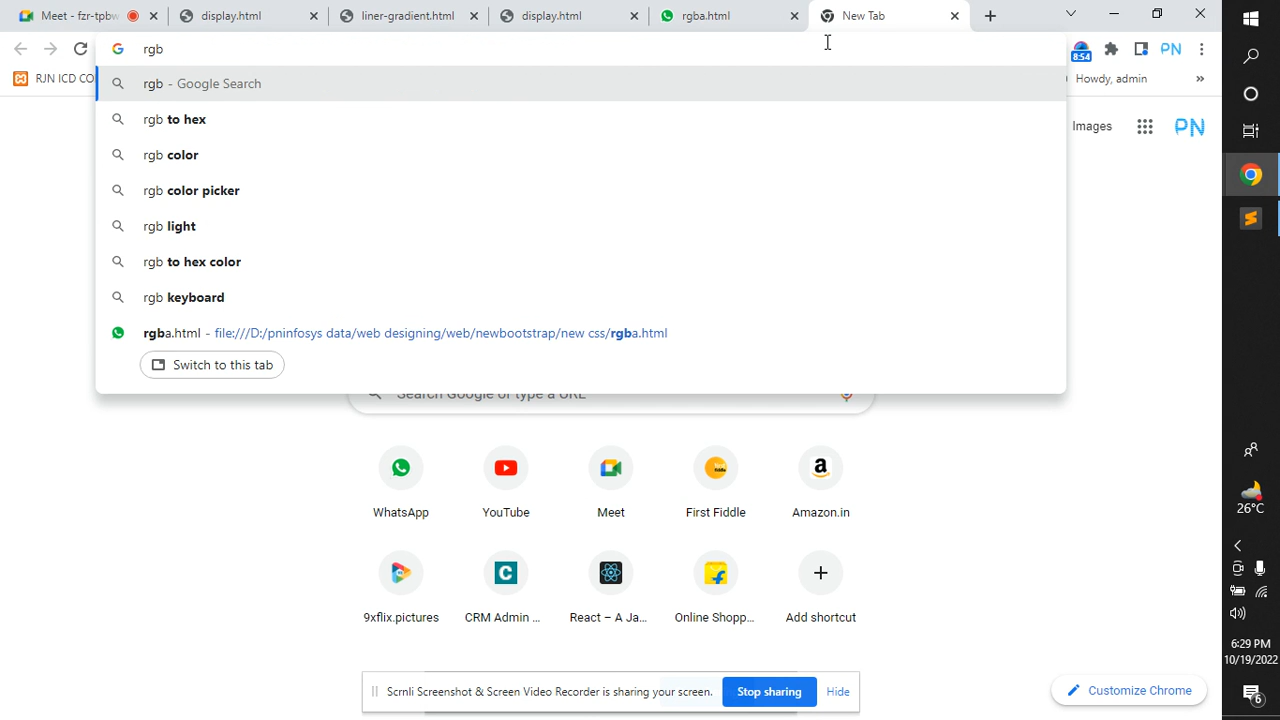 Meet - fzr-tpbw
display.html
liner-gradient.html
display.html
rgba.html
New Tab
rgb
8:54
PN
RJN ICD CO
Howdy, admin
»
rgb - Google Search
rgb to hex
rgb color
rgb color picker
rgb light
rgb to hex color
rgb keyboard
rgba.html - file:///D:/pninfosys data/web designing/web/newbootstrap/new css/rgba.html
Switch to this tab
Images
PN
Search Google or type a URL
WhatsApp
YouTube
Meet
First Fiddle
Amazon.in
9xflix.pictures
CRM Admin ...
React – A Ja...
Online Shopp...
Add shortcut
Scrnli Screenshot & Screen Video Recorder is sharing your screen.
Stop sharing
Hide
Customize Chrome
26°C
6:29 PM
10/19/2022
6